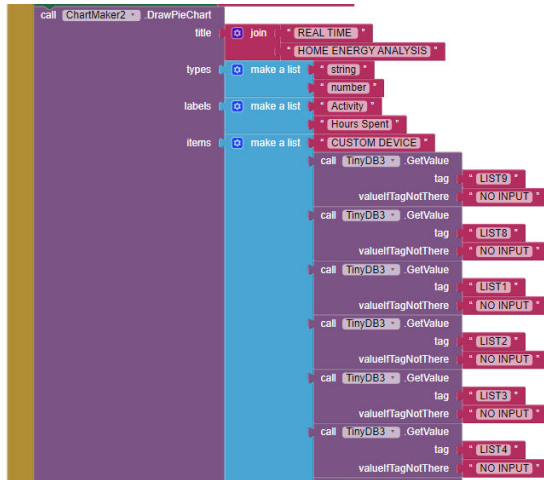 call ChartMaker2 .DrawPieChart
title join " REAL TIME "
" HOME ENERGY ANALYSIS "
types make a list " string "
" number "
labels make a list " Activity "
" Hours Spent "
items make a list " CUSTOM DEVICE "
call TinyDB3 .GetValue
tag " LIST9 "
valueIfTagNotThere " NO INPUT "
call TinyDB3 .GetValue
tag " LIST8 "
valueIfTagNotThere " NO INPUT "
call TinyDB3 .GetValue
tag " LIST1 "
valueIfTagNotThere " NO INPUT "
call TinyDB3 .GetValue
tag " LIST2 "
valueIfTagNotThere " NO INPUT "
call TinyDB3 .GetValue
tag " LIST3 "
valueIfTagNotThere " NO INPUT "
call TinyDB3 .GetValue
tag " LIST4 "
valueIfTagNotThere " NO INPUT "